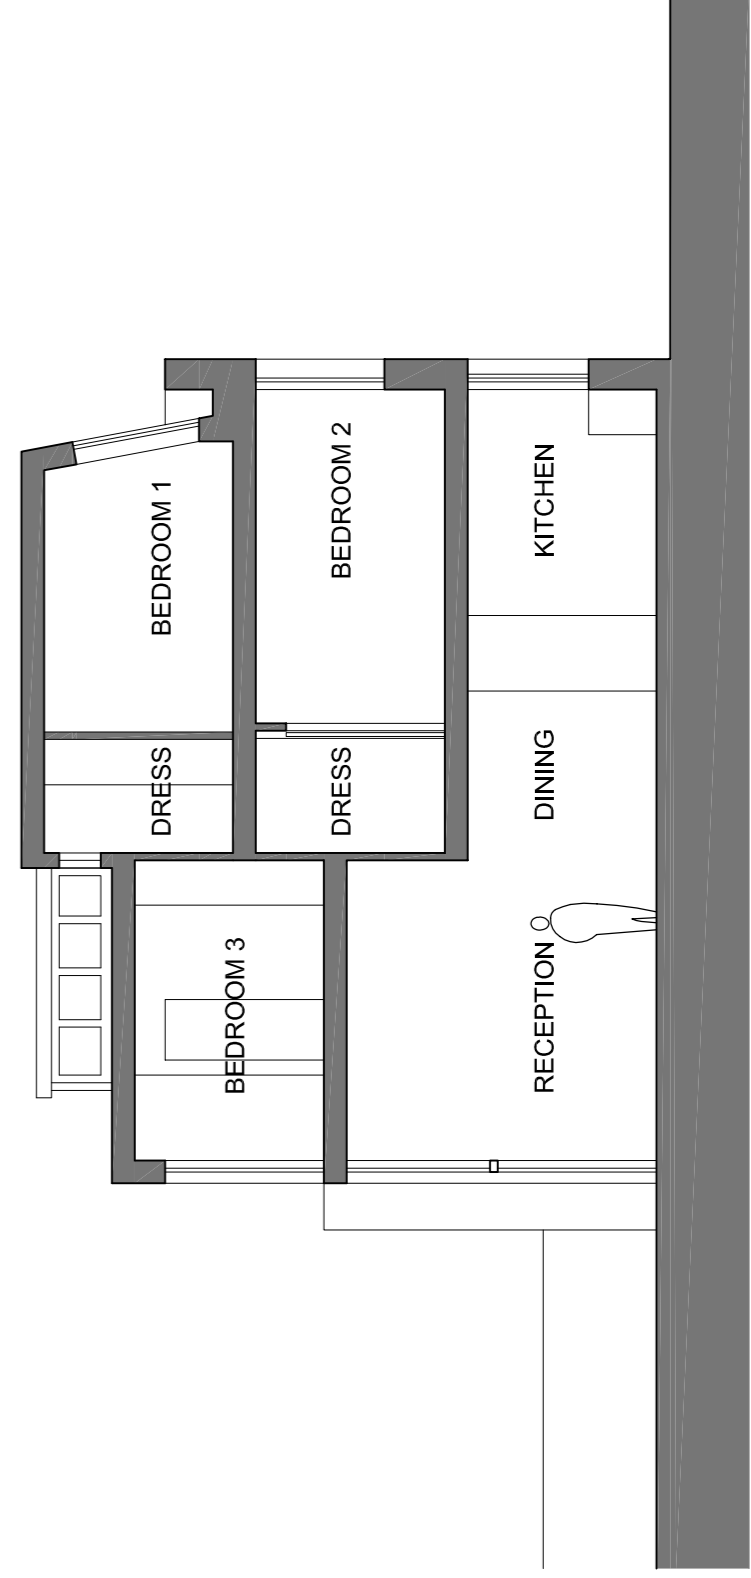 DRESS
BEDROOM 1
BEDROOM 3
DRESS
BEDROOM 2
RECEPTION
DINING
KITCHEN